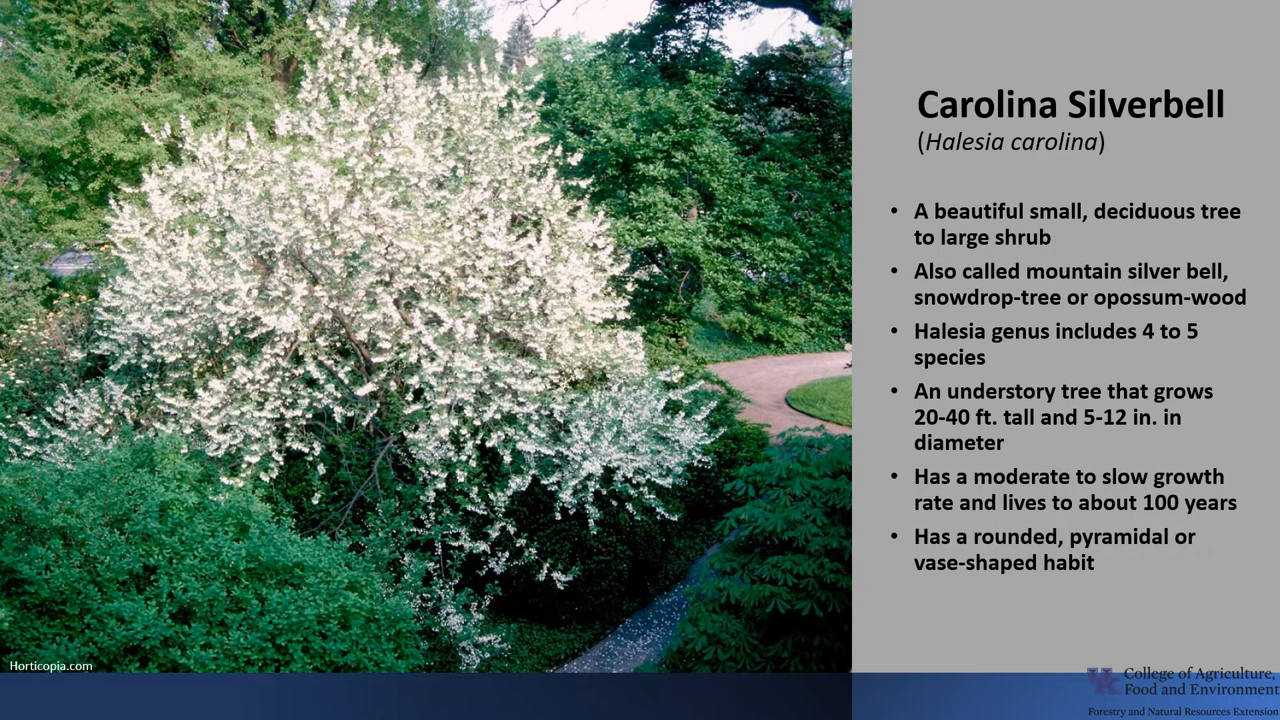 Carolina Silverbell
(Halesia carolina)
• A beautiful small, deciduous tree
to large shrub
• Also called mountain silver bell,
snowdrop-tree or opossum-wood
• Halesia genus includes 4 to 5
species
• An understory tree that grows
20-40 ft. tall and 5-12 in. in
diameter
• Has a moderate to slow growth
rate and lives to about 100 years
• Has a rounded, pyramidal or
vase-shaped habit
Horticopia.com
UK College of Agriculture,
Food and Environment
Forestry and Natural Resources Extension